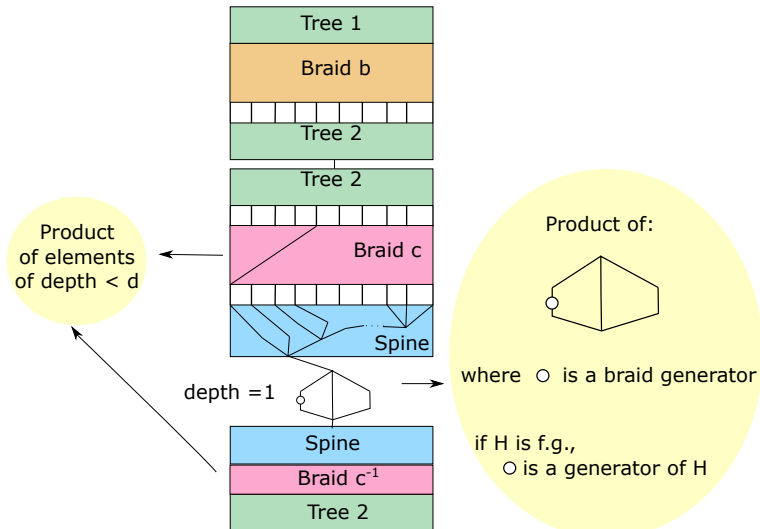 Tree 1
Braid b
Tree 2
Tree 2
Braid c
Spine
depth =1
Spine
Braid c⁻¹
Tree 2
Product
of elements
of depth < d
Product of:
where O is a braid generator
if H is f.g.,
O is a generator of H